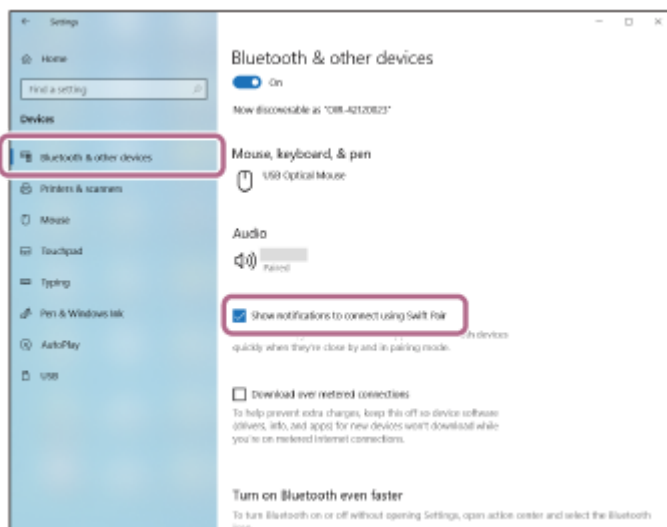 Settings
Home
Find a setting
Devices
Bluetooth & other devices
Printers & scanners
Mouse
Touchpad
Typing
Pen & Windows Ink
AutoPlay
USB
Bluetooth & other devices
On
Now discoverable as
Mouse, keyboard, & pen
USB Optical Mouse
Audio
Paired
Show notifications to connect using Swift Pair
devices
quickly when they're close by and in pairing mode.
Download over metered connections
To help prevent extra charges, keep this off so device software
(drivers, info, and apps) for new devices won't download while
you're on metered Internet connections.
Turn on Bluetooth even faster
To turn Bluetooth on or off without opening Settings, open action center and select the Bluetooth